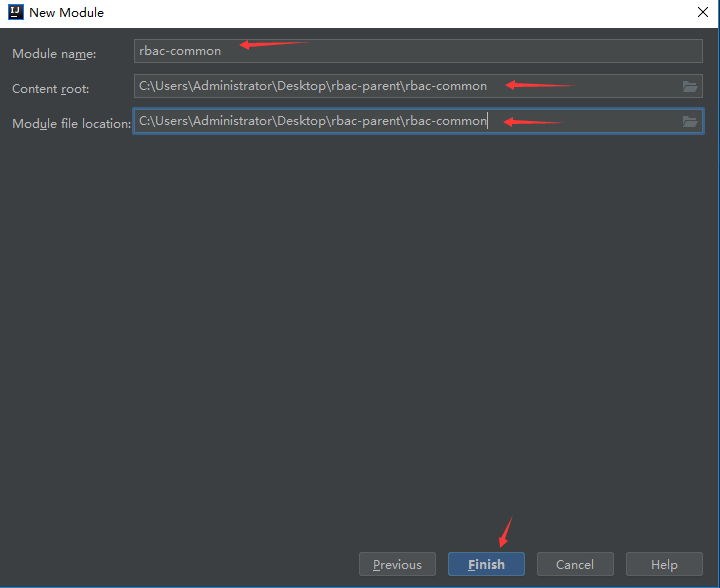 IJ New Module
Module name: rbac-common
Content root: C:\Users\Administrator\Desktop\rbac-parent\rbac-common
Module file location: C:\Users\Administrator\Desktop\rbac-parent\rbac-common
Previous Finish Cancel Help